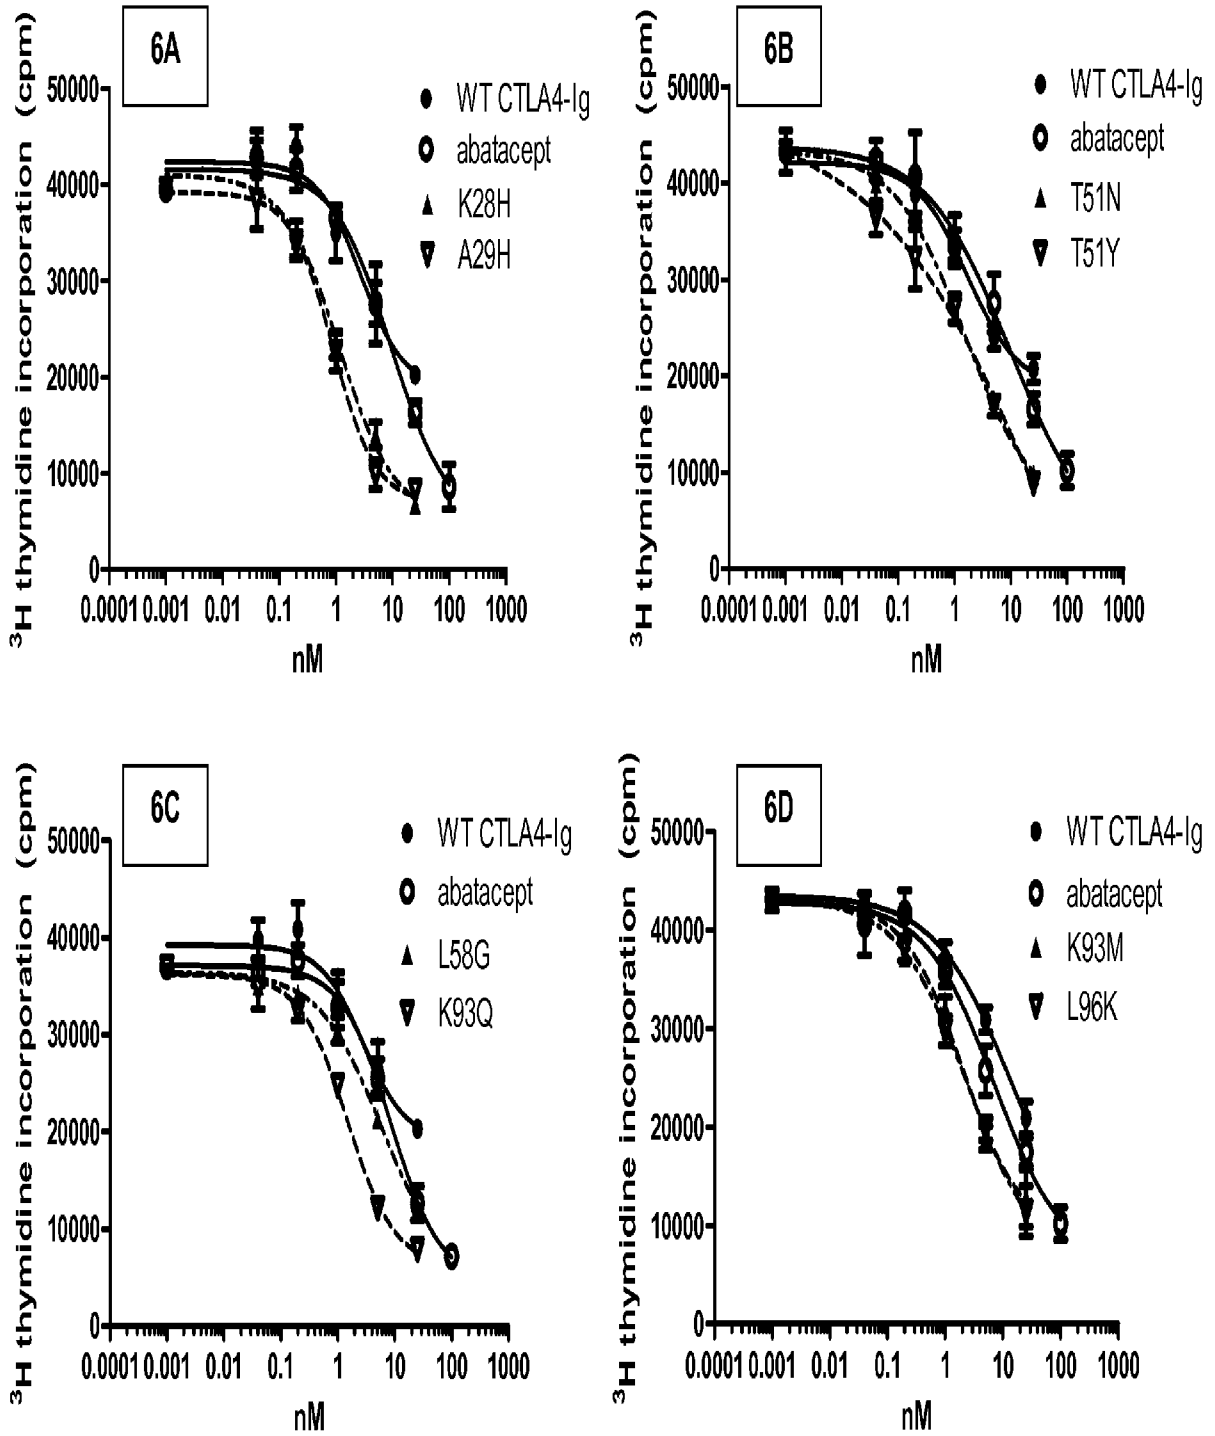 6A
³H thymidine incorporation (cpm)
50000
40000
30000
20000
10000
0
WT CTLA4-Ig
abatacept
K28H
A29H
0.0001 0.001 0.01 0.1 1 10 100 1000
nM
6B
³H thymidine incorporation (cpm)
50000
40000
30000
20000
10000
0
WT CTLA4-Ig
abatacept
T51N
T51Y
0.0001 0.001 0.01 0.1 1 10 100 1000
nM
6C
³H thymidine incorporation (cpm)
50000
40000
30000
20000
10000
0
WT CTLA4-Ig
abatacept
L58G
K93Q
0.0001 0.001 0.01 0.1 1 10 100 1000
nM
6D
³H thymidine incorporation (cpm)
50000
40000
30000
20000
10000
0
WT CTLA4-Ig
abatacept
K93M
L96K
0.0001 0.001 0.01 0.1 1 10 100 1000
nM